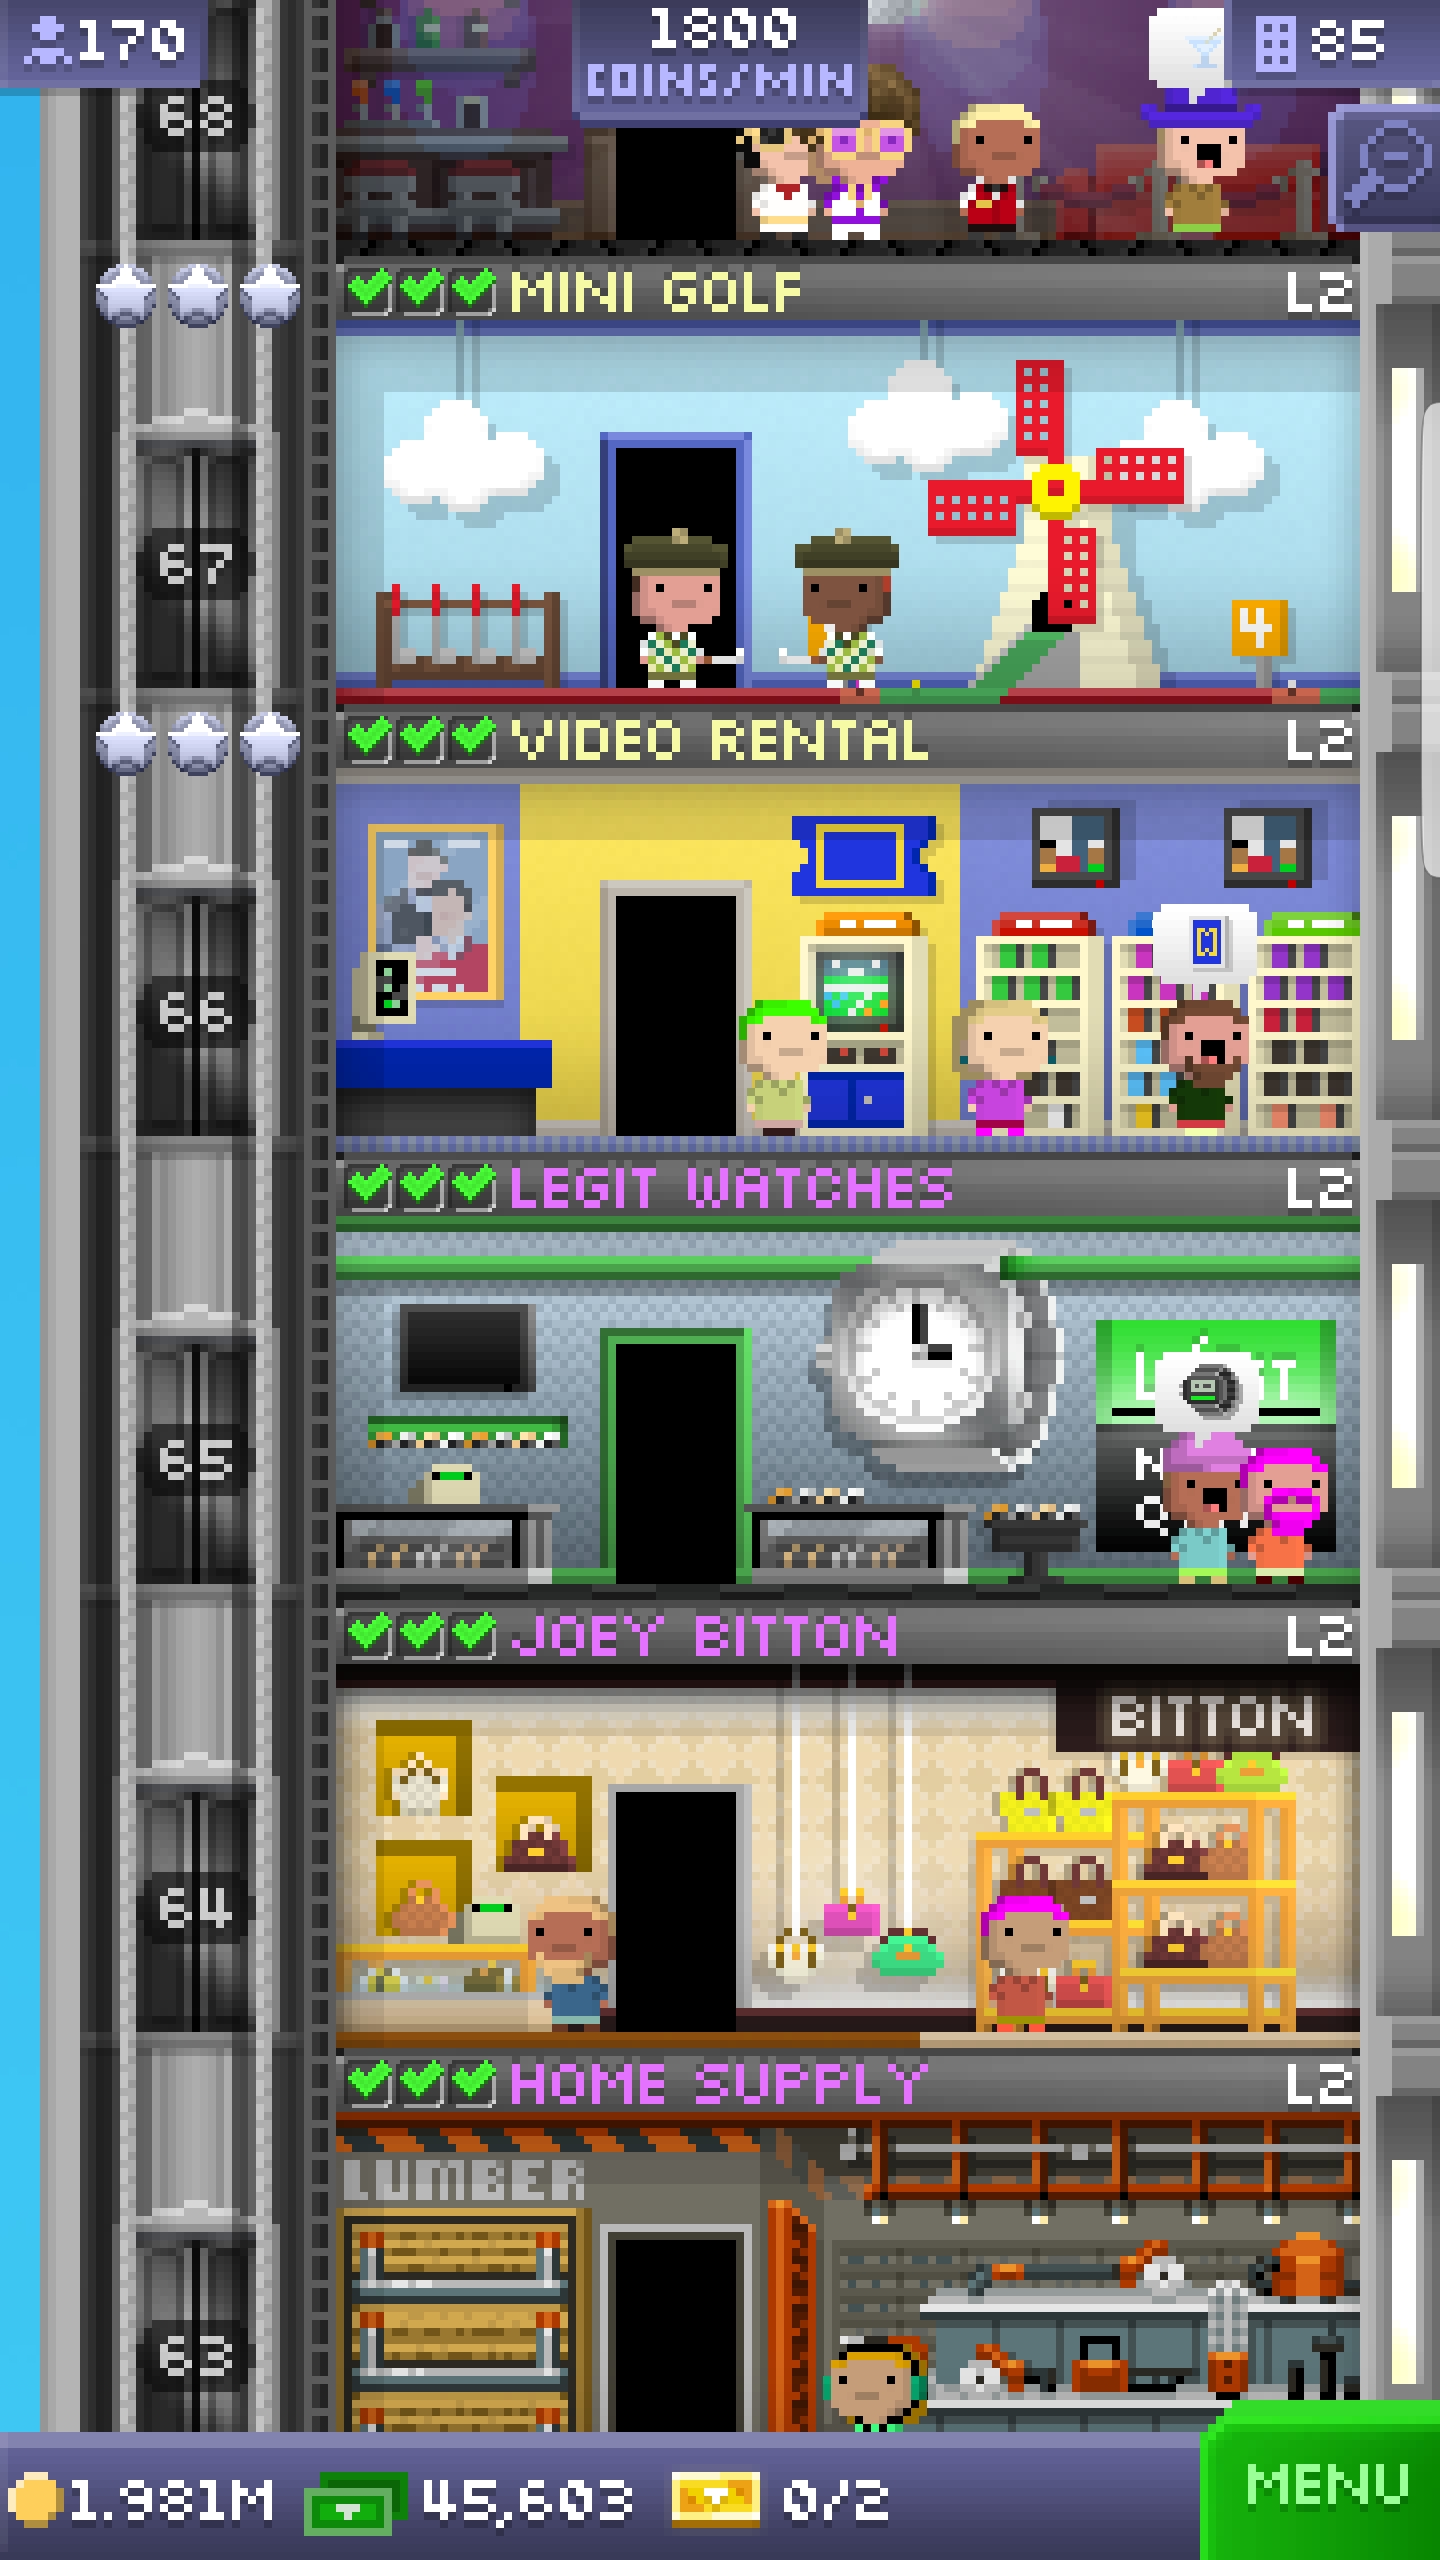 170
1800
COINS/MIN
85
68
MINI GOLF L2
67
4
VIDEO RENTAL L2
66
LEGIT WATCHES L2
65
JOEY BITTON L2
BITTON
64
HOME SUPPLY L2
LUMBER
63
1.981M 45,603 0/2
MENU